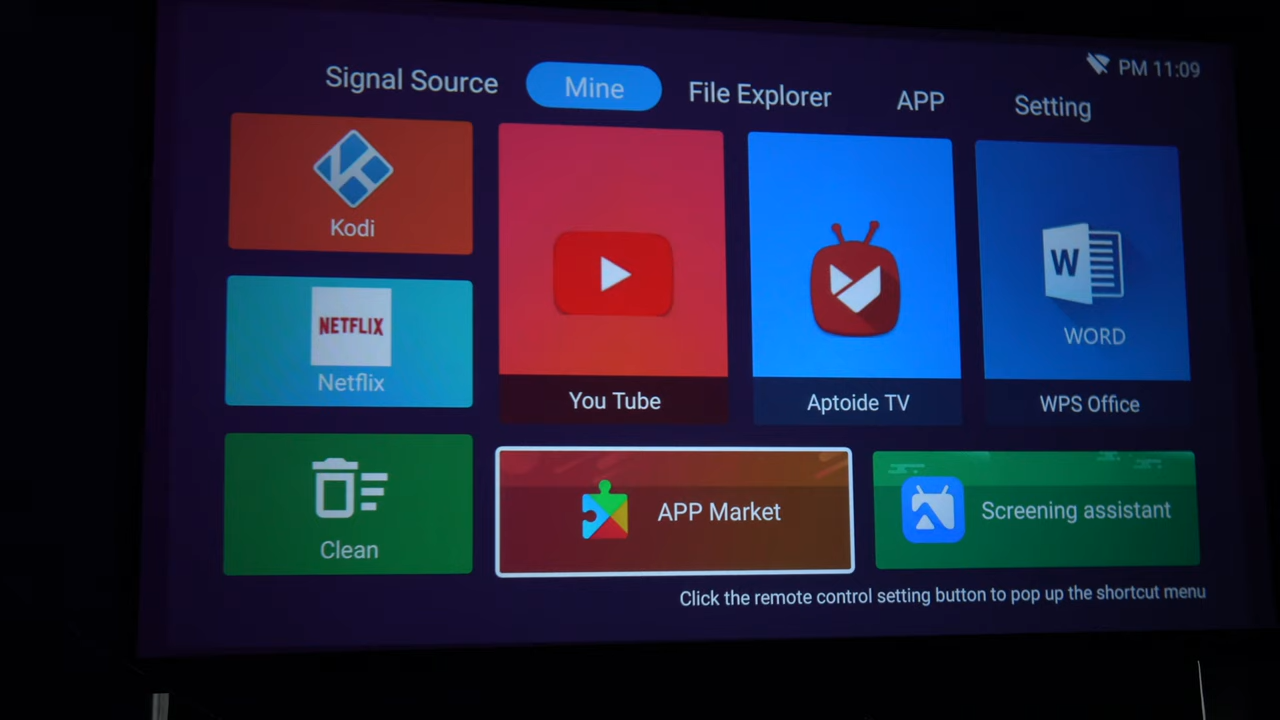 PM 11:09
Signal Source
Mine
File Explorer
APP
Setting
Kodi
NETFLIX
Netflix
Clean
You Tube
Aptoide TV
W
WORD
WPS Office
APP Market
Screening assistant
Click the remote control setting button to pop up the shortcut menu